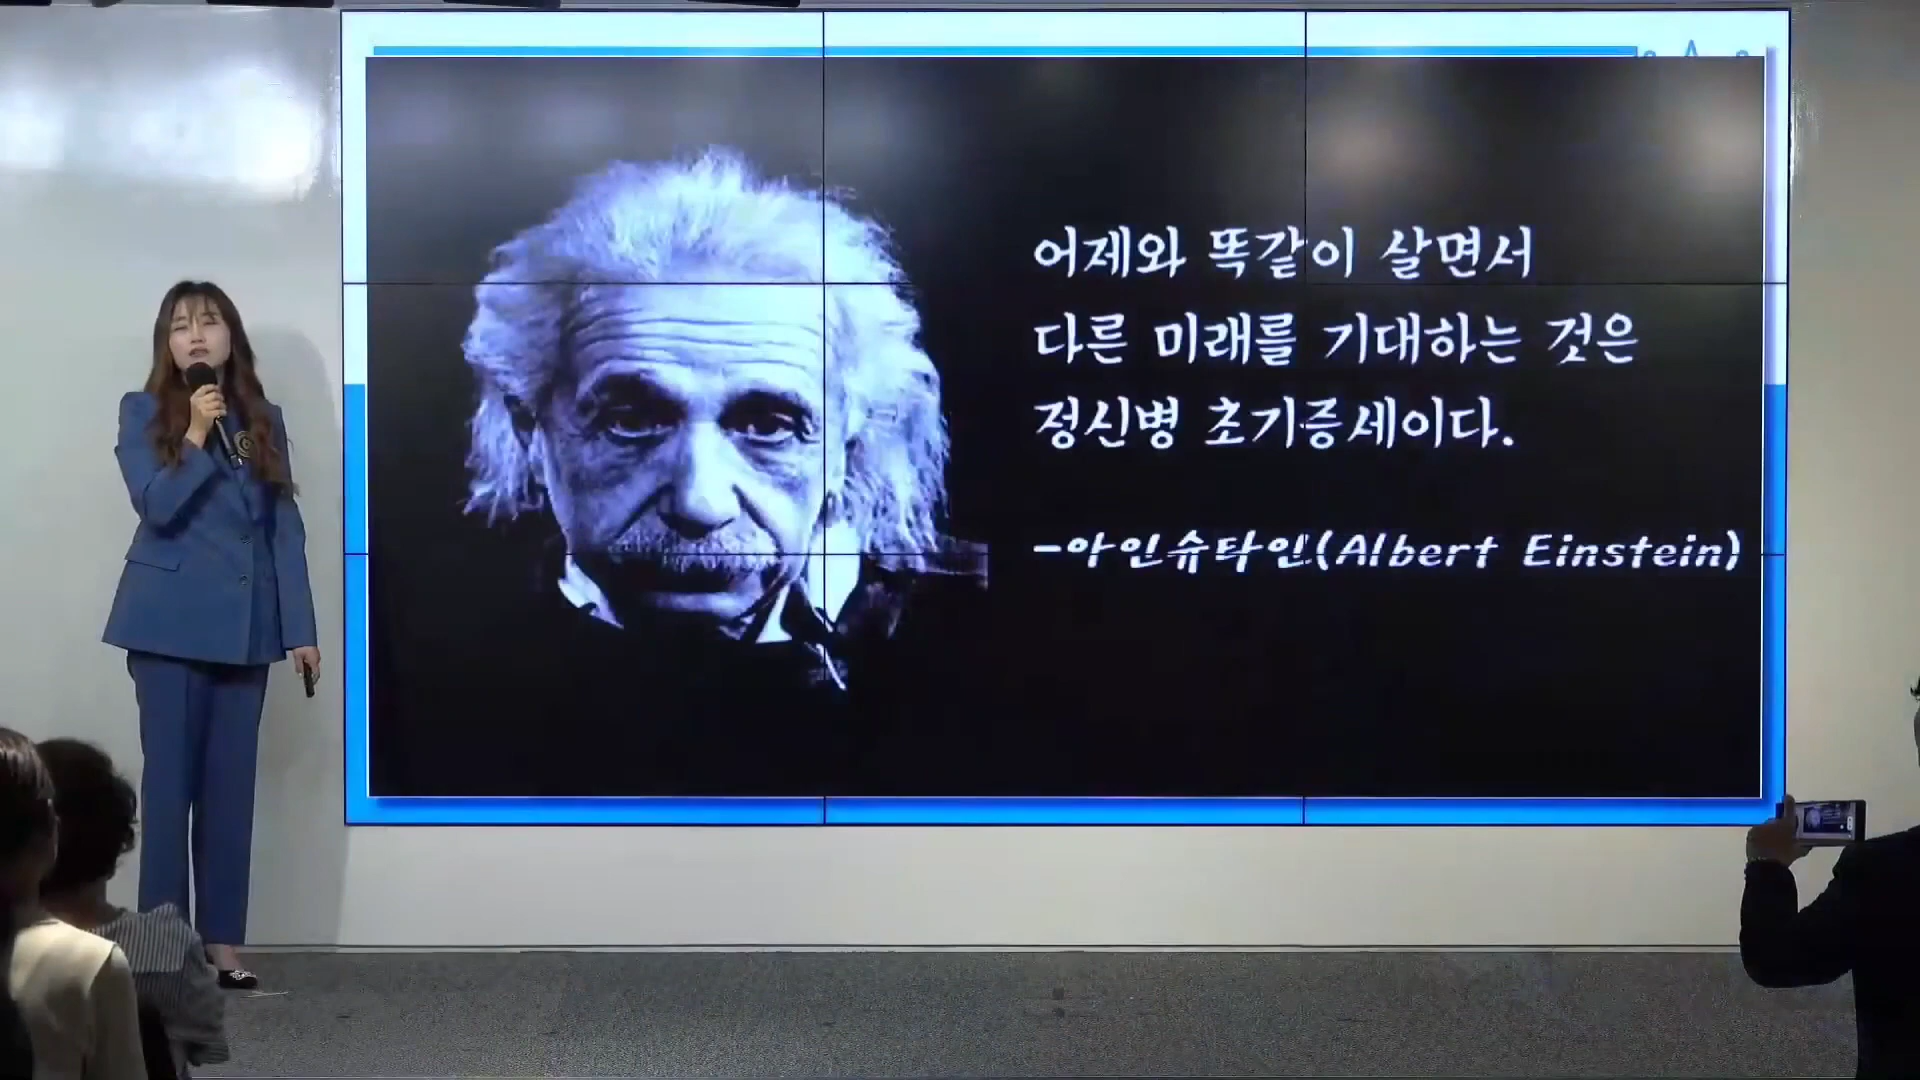 어제와 똑같이 살면서
다른 미래를 기대하는 것은
정신병 초기증세이다.
-아인슈타인(Albert Einstein)